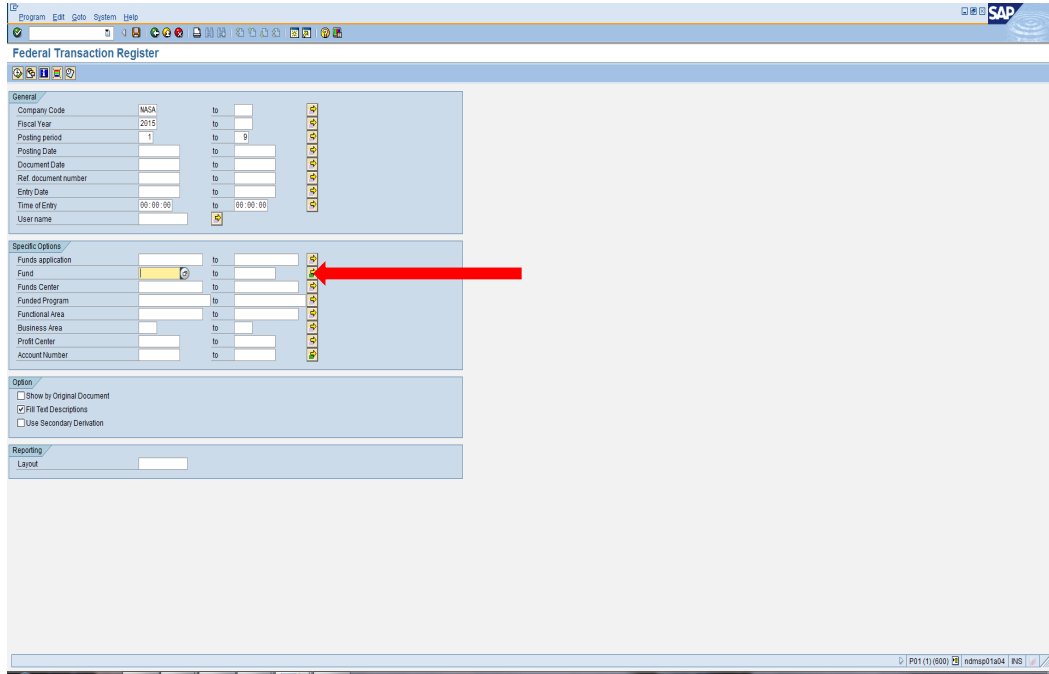 Program Edit Goto System Help
SAP
Federal Transaction Register
General
Company Code NASA to
Fiscal Year 2015 to
Posting period 1 to 9
Posting Date to
Document Date to
Ref. document number to
Entry Date to
Time of Entry 00:00:00 to 00:00:00
User name
Specific Options
Funds application to
Fund to
Funds Center to
Funded Program to
Functional Area to
Business Area to
Profit Center to
Account Number to
Option
Show by Original Document
Fill Text Descriptions
Use Secondary Derivation
Reporting
Layout
P01 (1) (600) ndmsp01a04 INS